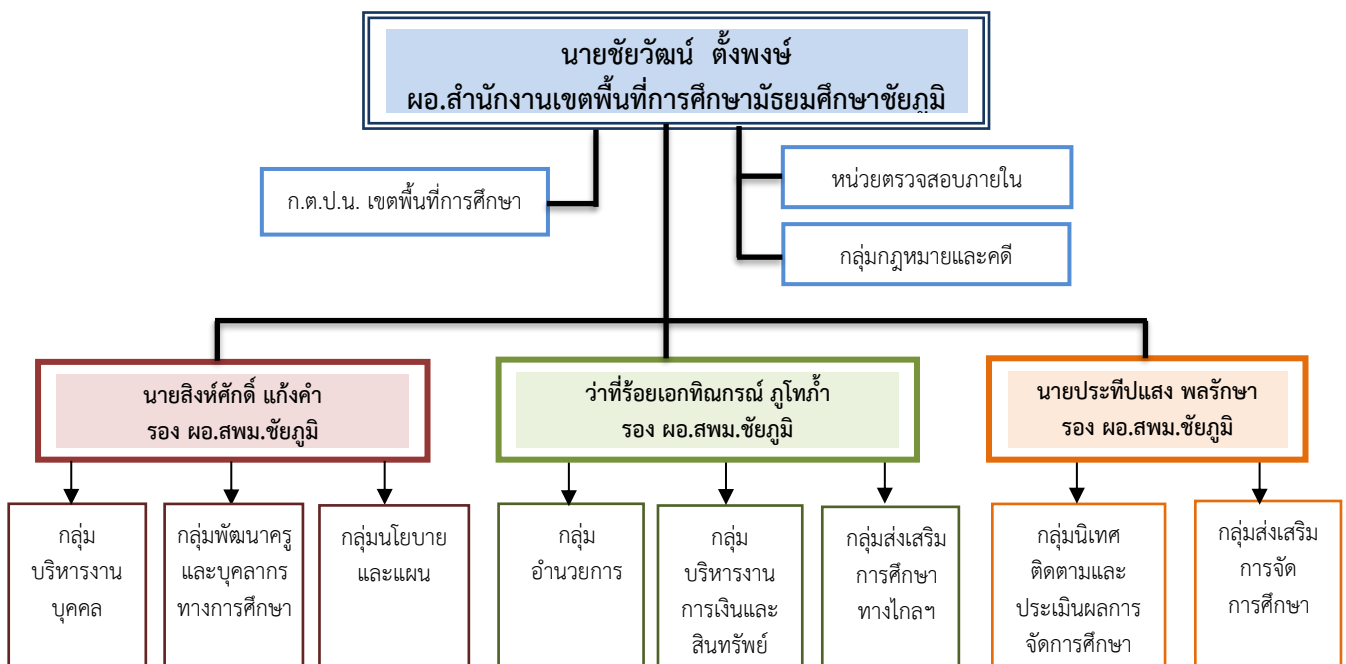 นายชัยวัฒน์ ตั้งพงษ์
ผอ.สำนักงานเขตพื้นที่การศึกษามัธยมศึกษาชัยภูมิ
ก.ต.ป.น. เขตพื้นที่การศึกษา
หน่วยตรวจสอบภายใน
กลุ่มกฎหมายและคดี
นายสิงห์ศักดิ์ แก้งคำ
รอง ผอ.สพม.ชัยภูมิ
ว่าที่ร้อยเอกทิณกรณ์ ภูโทภ้ำ
รอง ผอ.สพม.ชัยภูมิ
นายประทีปแสง พลรักษา
รอง ผอ.สพม.ชัยภูมิ
กลุ่ม
บริหารงาน
บุคคล
กลุ่มพัฒนาครู
และบุคลากร
ทางการศึกษา
กลุ่มนโยบาย
และแผน
กลุ่ม
อำนวยการ
กลุ่ม
บริหารงาน
การเงินและ
สินทรัพย์
กลุ่มส่งเสริม
การศึกษา
ทางไกลฯ
กลุ่มนิเทศ
ติดตามและ
ประเมินผลการ
จัดการศึกษา
กลุ่มส่งเสริม
การจัด
การศึกษา